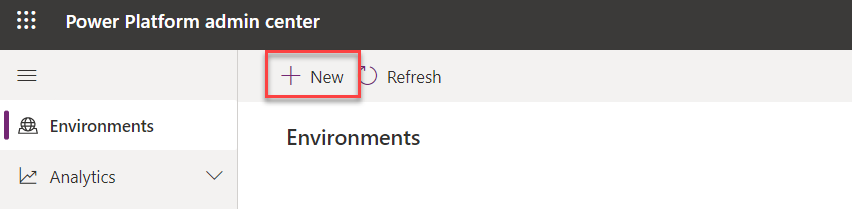 Power Platform admin center
New Refresh
Environments
Environments
Analytics